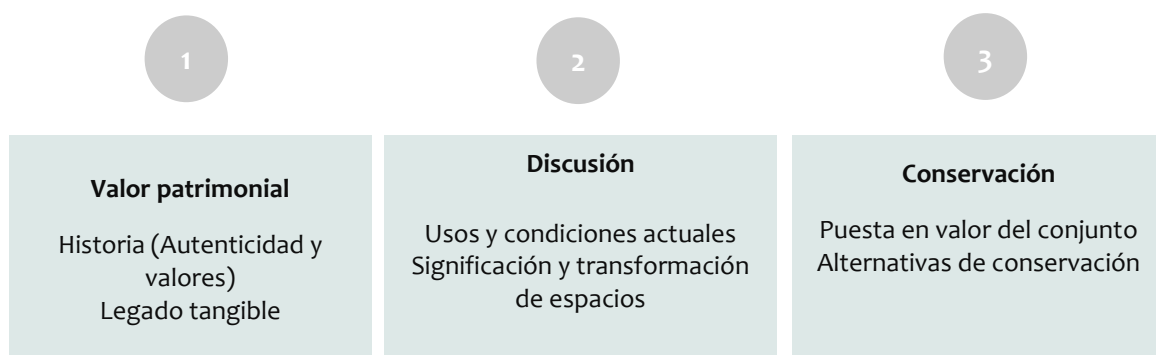 1
Valor patrimonial
Historia (Autenticidad y
valores)
Legado tangible
2
Discusión
Usos y condiciones actuales
Significación y transformación
de espacios
3
Conservación
Puesta en valor del conjunto
Alternativas de conservación